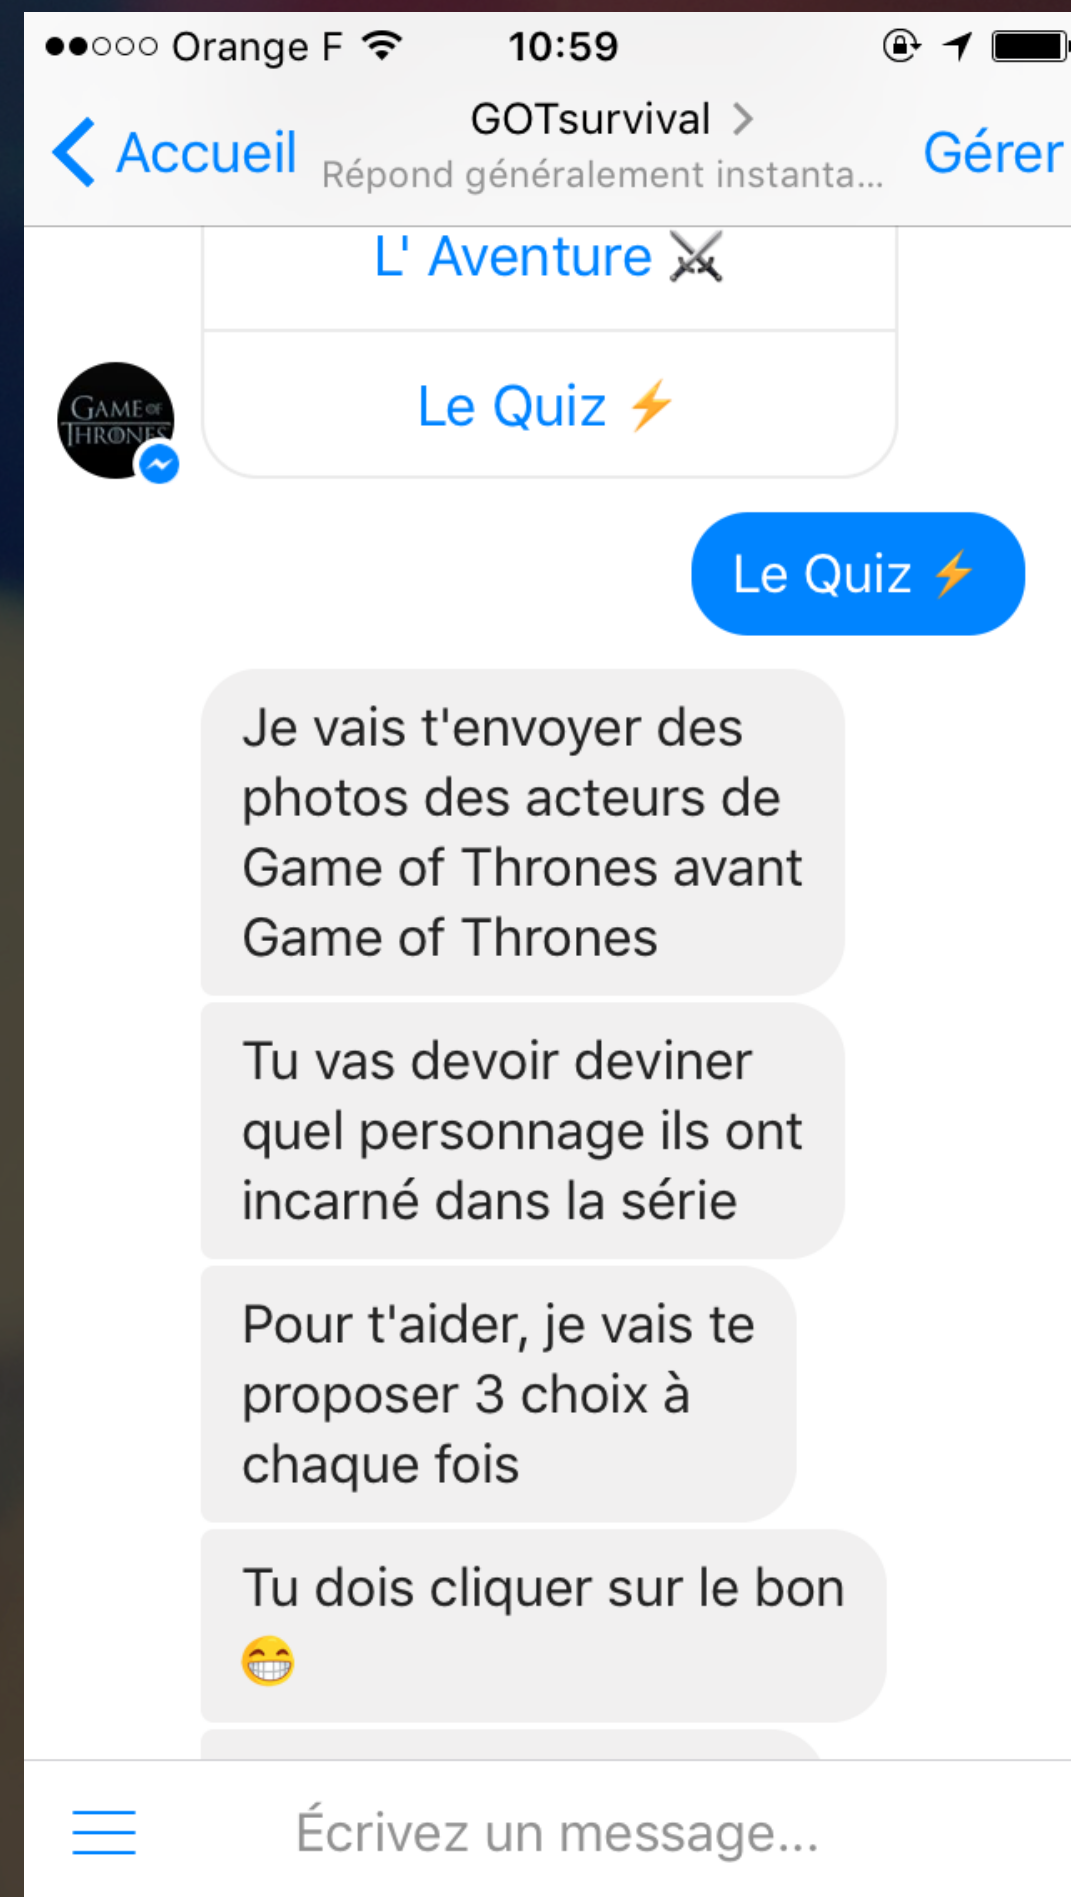 Orange F 10:59
GOTsurvival
Accueil
Répond généralement instanta...
Gérer
L' Aventure ⚔
GAME OF
THRONES
Le Quiz ⚡
Le Quiz ⚡
Je vais t'envoyer des
photos des acteurs de
Game of Thrones avant
Game of Thrones
Tu vas devoir deviner
quel personnage ils ont
incarné dans la série
Pour t'aider, je vais te
proposer 3 choix à
chaque fois
Tu dois cliquer sur le bon
😁
Écrivez un message...